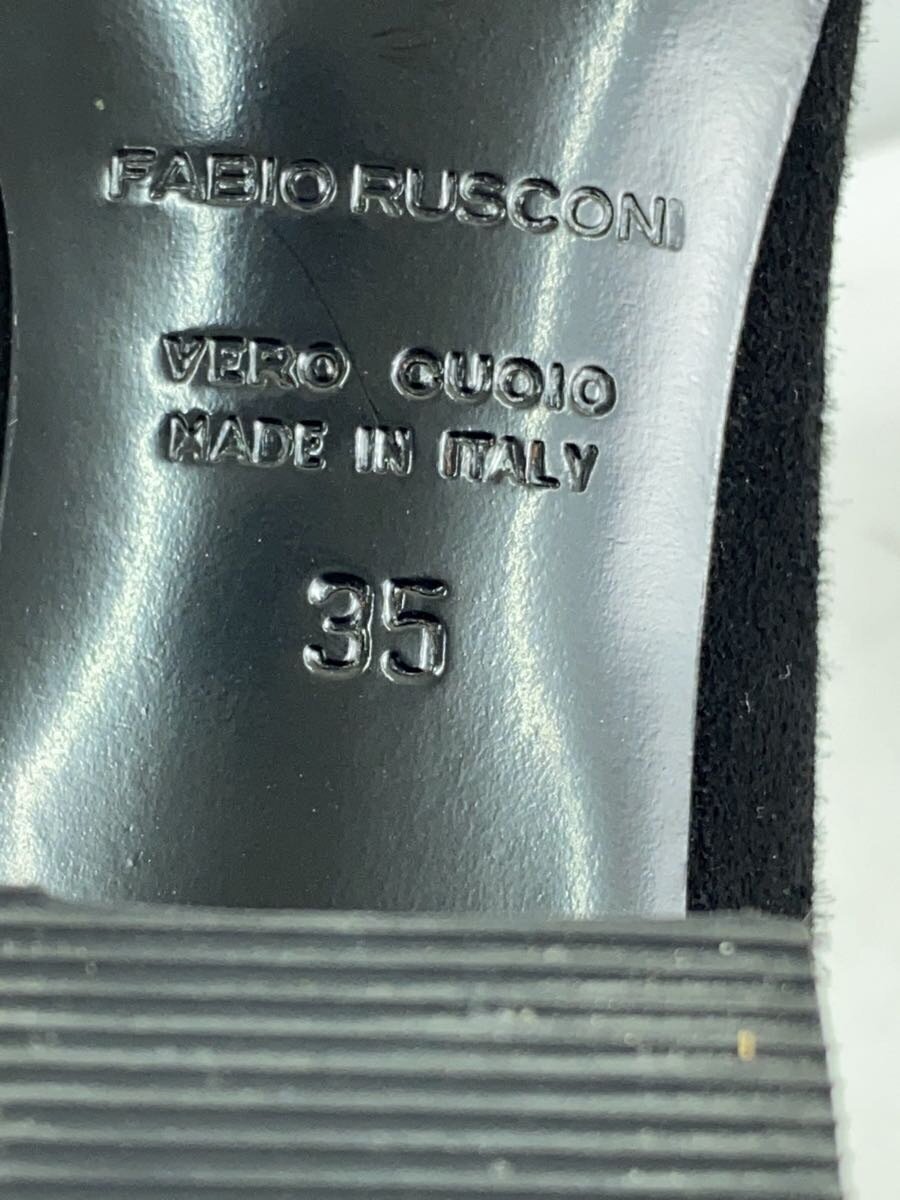 FABIO RUSCONI
VERO CUOIO
MADE IN ITALY
35